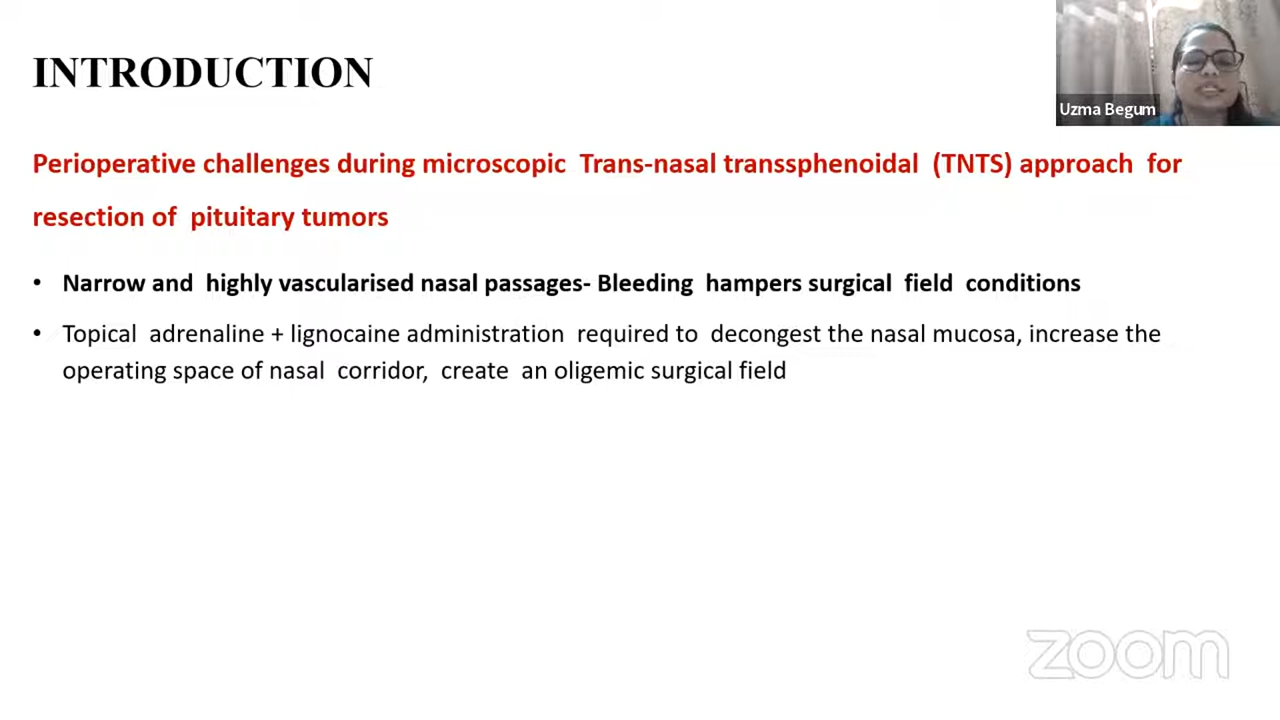 INTRODUCTION
Uzma Begum
Perioperative challenges during microscopic Trans-nasal transsphenoidal (TNTS) approach for
resection of pituitary tumors
• Narrow and highly vascularised nasal passages- Bleeding hampers surgical field conditions
• Topical adrenaline + lignocaine administration required to decongest the nasal mucosa, increase the
operating space of nasal corridor, create an oligemic surgical field
zoom